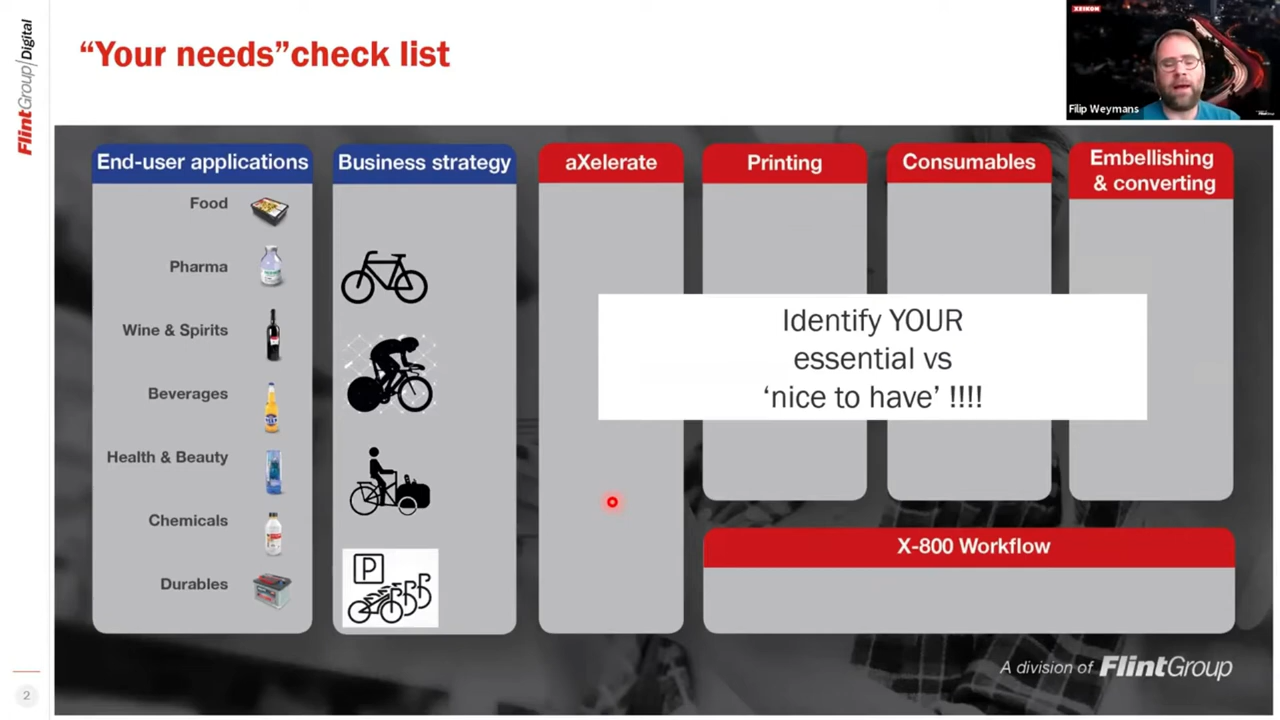 FlintGroup|Digital
“Your needs”check list
XEIKON
Filip Weymans
End-user applications
Food
Pharma
Wine & Spirits
Beverages
Health & Beauty
Chemicals
Durables
Business strategy
P
aXelerate
Printing
Consumables
Embellishing
& converting
Identify YOUR
essential vs
‘nice to have’ !!!!
X-800 Workflow
A division of FlintGroup
2